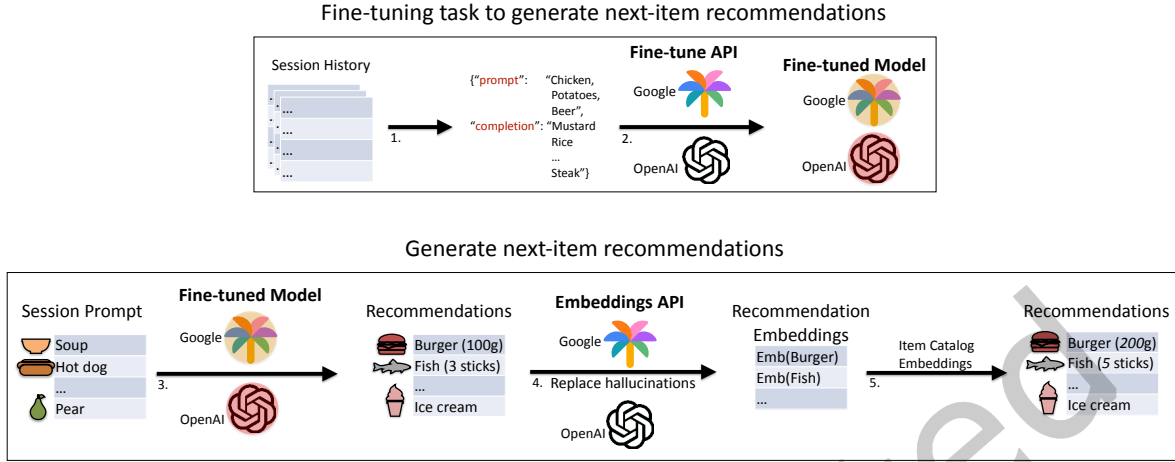 Fine-tuning task to generate next-item recommendations
Session History
...
...
...
...
1.
{"prompt": "Chicken,
Potatoes,
Beer",
"completion": "Mustard
Rice
...
Steak"}
Fine-tune API
Google
2.
OpenAI
Fine-tuned Model
Google
OpenAI
Generate next-item recommendations
Session Prompt
Soup
Hot dog
...
Pear
Fine-tuned Model
Google
3.
OpenAI
Recommendations
Burger (100g)
Fish (3 sticks)
...
Ice cream
Embeddings API
Google
4. Replace hallucinations
OpenAI
Recommendation
Embeddings
Emb(Burger)
Emb(Fish)
...
Item Catalog
Embeddings
5.
Recommendations
Burger (200g)
Fish (5 sticks)
...
Ice cream